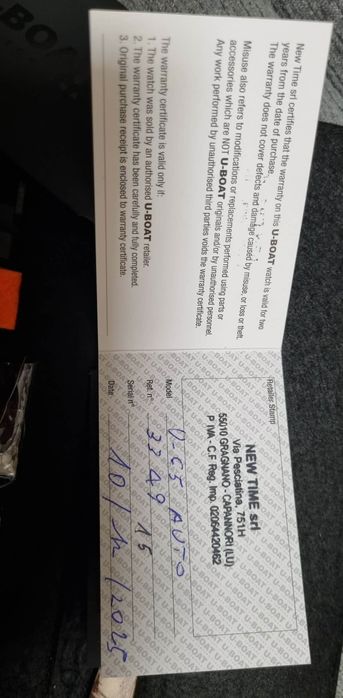 New Time srl certifies that the warranty on this U-BOAT watch is valid for two
years from the date of purchase.
The warranty does not cover defects and damage caused by misuse, or loss or theft.
Misuse also refers to modifications or replacements performed using parts or
accessories which are NOT U-BOAT originals and/or by unauthorised personnel.
Any work performed by unauthorised third parties voids the warranty certificate.
The warranty certificate is valid only if:
1. The watch was sold by an authorised U-BOAT retailer.
2. The warranty certificate has been carefully and fully completed.
3. Original purchase receipt is enclosed to warranty certificate.
Retailer Stamp
NEW TIME srl
Via Pesciatina, 751H
55010 GRAGNANO - CAPANNORI (LU)
P. IVA - C.F. Reg. Imp. 02064420462
Model
AUTO
Ref. n°
Serial n°
Date 10/12/2025
U-BOAT